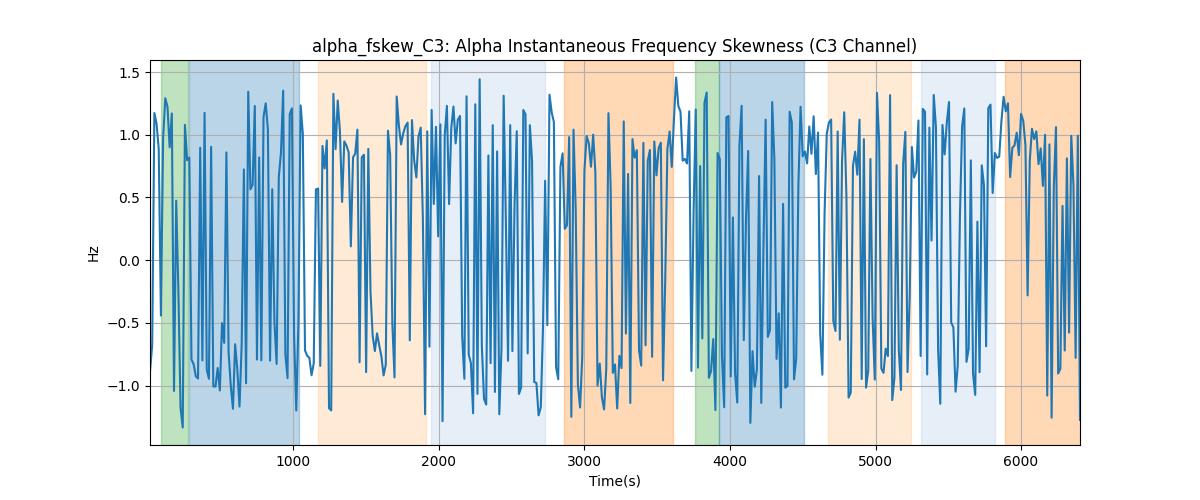 alpha_fskew_C3: Alpha Instantaneous Frequency Skewness (C3 Channel)
1.5
1.0
0.5
0.0
−0.5
−1.0
Hz
1000 2000 3000 4000 5000 6000
Time(s)